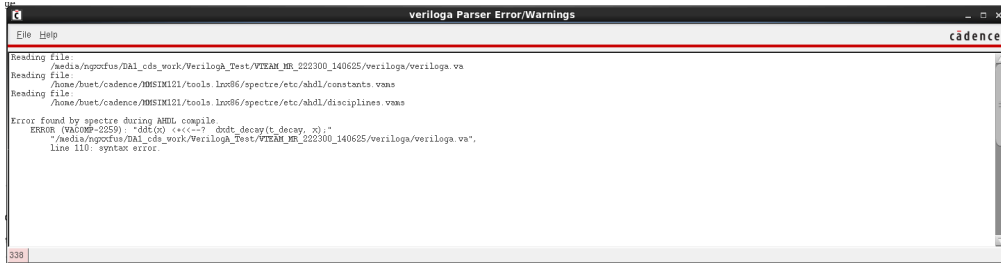 veriloga Parser Error/Warnings
File Help
cādence
Reading file:
/media/ngxxfus/DA1_cds_work/VerilogA_Test/VTEAM_MR_222300_140625/veriloga/veriloga.va
Reading file:
/home/buet/cadence/MMSIM121/tools.lnx86/spectre/etc/ahdl/constants.vams
Reading file:
/home/buet/cadence/MMSIM121/tools.lnx86/spectre/etc/ahdl/disciplines.vams
Error found by spectre during AHDL compile.
ERROR (VACOMP-2259): "ddt(x) <+<<--? dxdt_decay(t_decay, x);"
"/media/ngxxfus/DA1_cds_work/VerilogA_Test/VTEAM_MR_222300_140625/veriloga/veriloga.va",
line 110: syntax error.
338